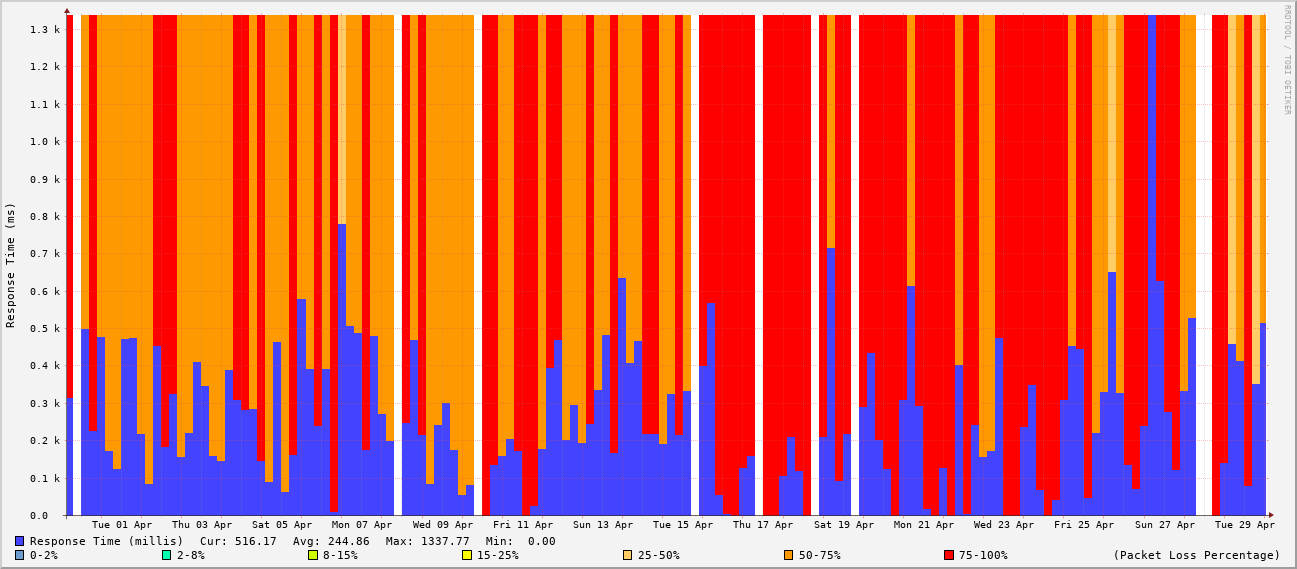 RRDTOOL / TOBI OETIKER
Response Time (ms)
1.3 k
1.2 k
1.1 k
1.0 k
0.9 k
0.8 k
0.7 k
0.6 k
0.5 k
0.4 k
0.3 k
0.2 k
0.1 k
0.0
Tue 01 Apr Thu 03 Apr Sat 05 Apr Mon 07 Apr Wed 09 Apr Fri 11 Apr Sun 13 Apr Tue 15 Apr Thu 17 Apr Sat 19 Apr Mon 21 Apr Wed 23 Apr Fri 25 Apr Sun 27 Apr Tue 29 Apr
Response Time (millis) Cur: 516.17 Avg: 244.86 Max: 1337.77 Min: 0.00
0-2% 2-8% 8-15% 15-25% 25-50% 50-75% 75-100% (Packet Loss Percentage)